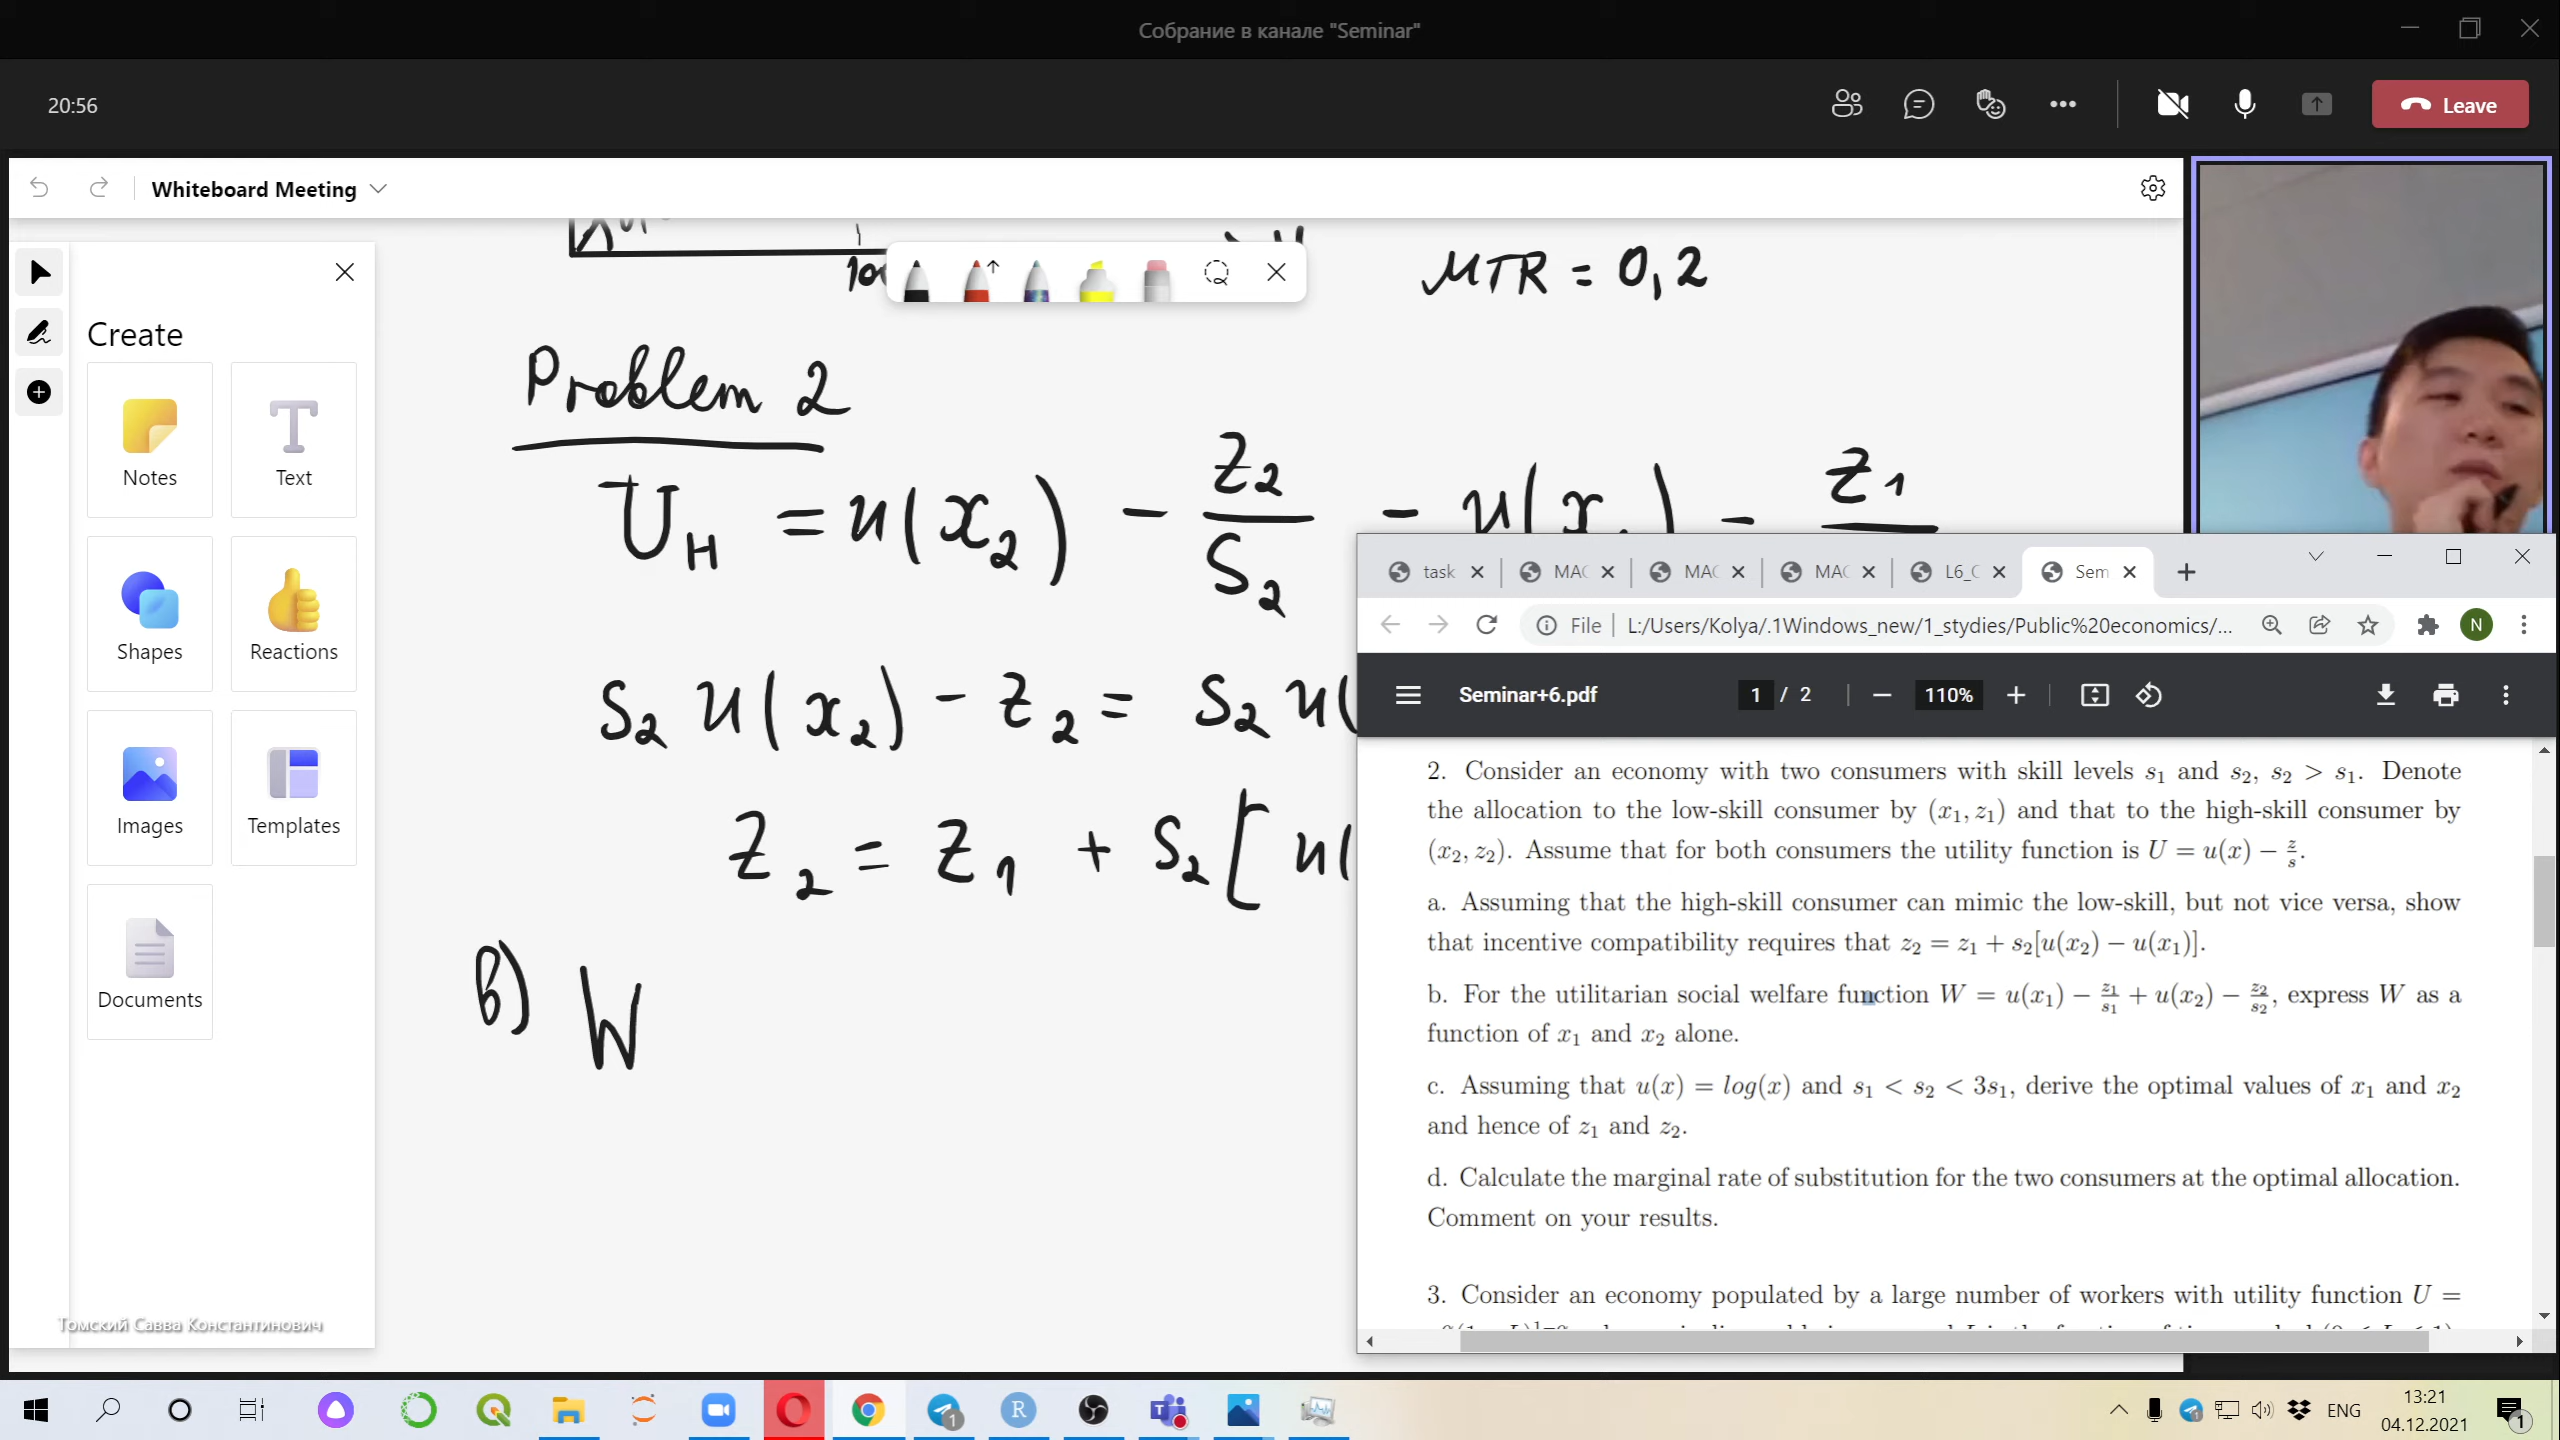 Собрание в канале "Seminar"
20:56
Leave
Whiteboard Meeting
MTR = 0,2
Create
Notes
Text
Shapes
Reactions
Images
Templates
Documents
Томский Савва Константинович
Problem 2
U_H = u(x_2) - z_2/s_2 - u(x - z_1
s_2 u(x_2) - z_2 = s_2 u(
z_2 = z_1 + s_2 [ u(
в) W
task MAC MAC MAC L6_C Sem
File L:/Users/Kolya/.1Windows_new/1_stydies/Public%20economics/...
N
Seminar+6.pdf 1 / 2 110%
2. Consider an economy with two consumers with skill levels s₁ and s₂, s₂ > s₁. Denote
the allocation to the low-skill consumer by (x₁, z₁) and that to the high-skill consumer by
(x₂, z₂). Assume that for both consumers the utility function is U = u(x) − z/s.
a. Assuming that the high-skill consumer can mimic the low-skill, but not vice versa, show
that incentive compatibility requires that z₂ = z₁ + s₂[u(x₂) − u(x₁)].
b. For the utilitarian social welfare function W = u(x₁) − z₁/s₁ + u(x₂) − z₂/s₂, express W as a
function of x₁ and x₂ alone.
c. Assuming that u(x) = log(x) and s₁ < s₂ < 3s₁, derive the optimal values of x₁ and x₂
and hence of z₁ and z₂.
d. Calculate the marginal rate of substitution for the two consumers at the optimal allocation.
Comment on your results.
3. Consider an economy populated by a large number of workers with utility function U =
1
R
T
ENG
13:21
04.12.2021
1